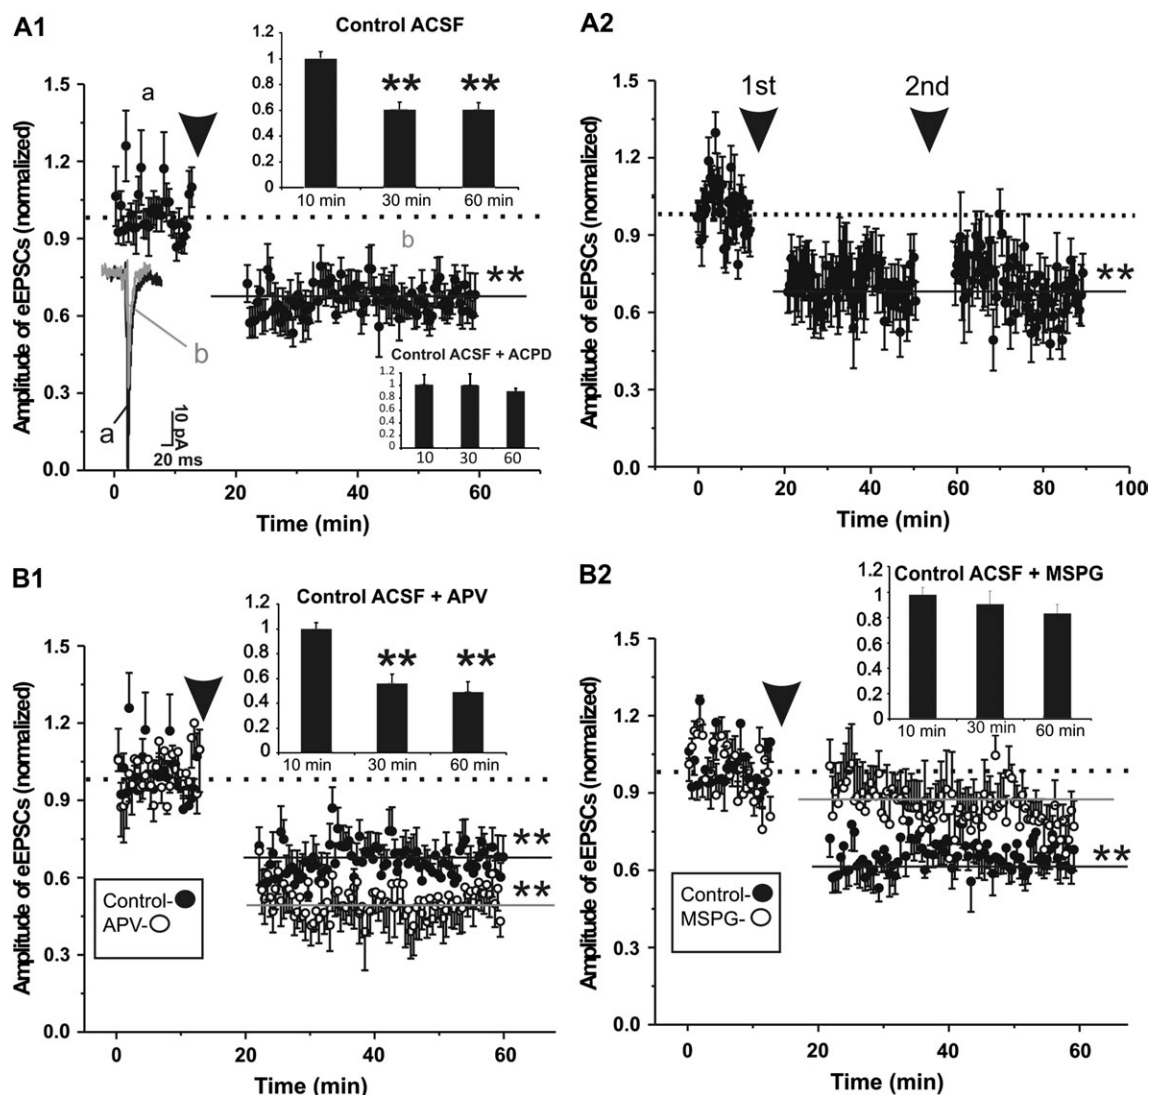 A1
Control ACSF
1.2
1
0.8
0.6
0.4
0.2
0
** **
10 min 30 min 60 min
1.5
1.2
0.9
0.6
0.3
0.0
Amplitude of eEPSCs (normalized)
a
b
**
b
a
10 pA
20 ms
Control ACSF + ACPD
1.2
1
0.8
0.6
0.4
0.2
0
10 30 60
0 20 40 60
Time (min)
A2
1st 2nd
1.5
1.2
0.9
0.6
0.3
0.0
Amplitude of eEPSCs (normalized)
**
0 20 40 60 80 100
Time (min)
B1
Control ACSF + APV
1.2
1
0.8
0.6
0.4
0.2
0
** **
10 min 30 min 60 min
1.5
1.2
0.9
0.6
0.3
0.0
Amplitude of eEPSCs (normalized)
**
**
Control-
APV-
0 20 40 60
Time (min)
B2
Control ACSF + MSPG
1.2
1
0.8
0.6
0.4
0.2
0
10 min 30 min 60 min
1.5
1.2
0.9
0.6
0.3
0.0
Amplitude of eEPSCs (normalized)
**
Control-
MSPG-
0 20 40 60
Time (min)